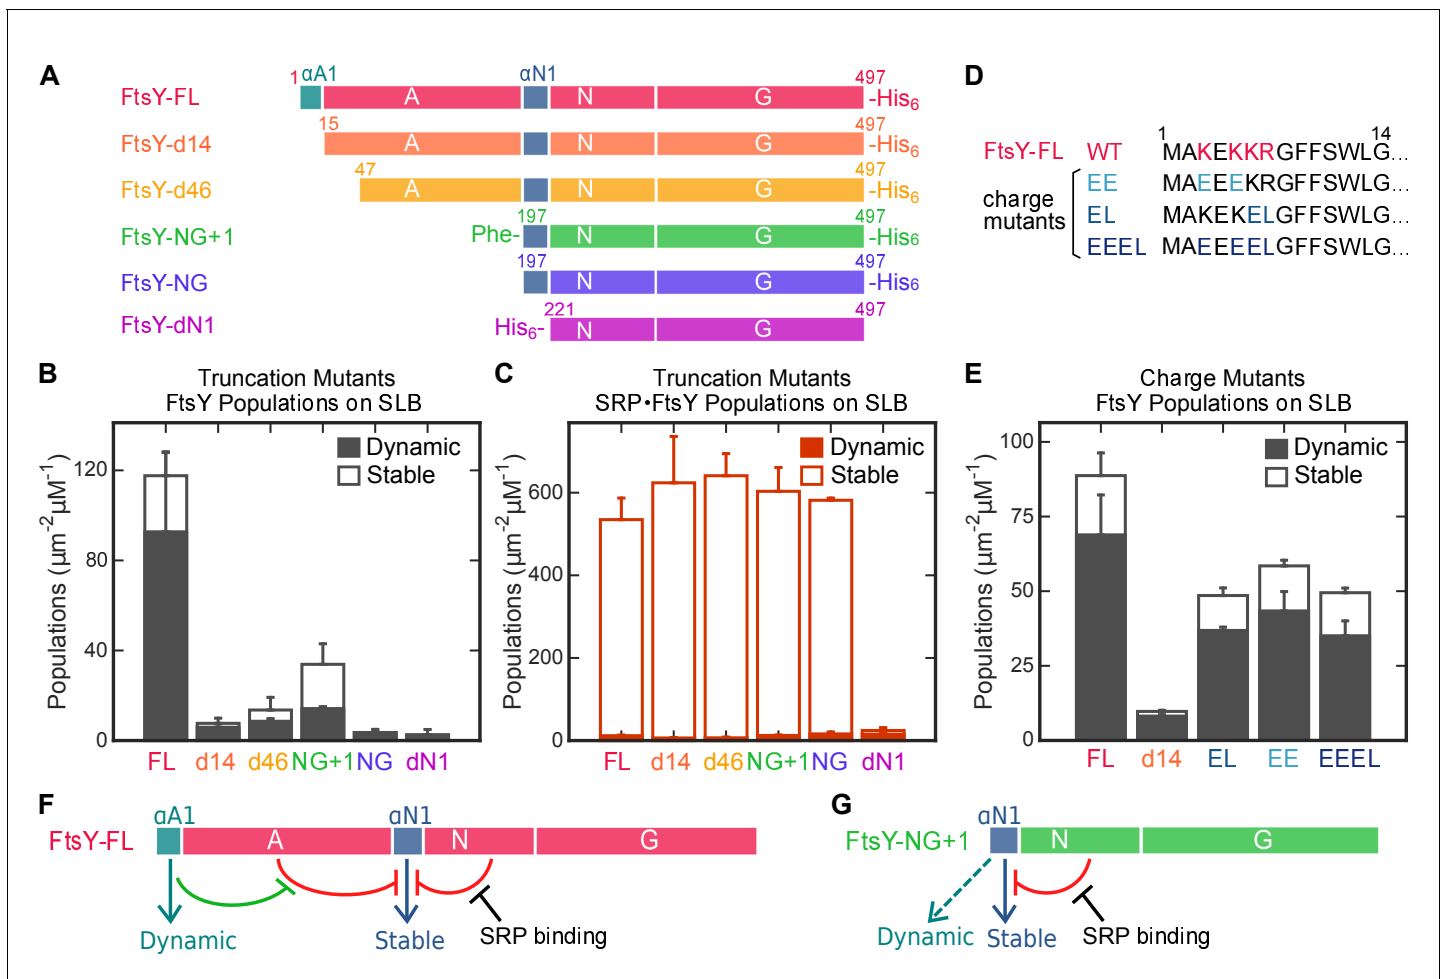 A
1 αA1 αN1 497
FtsY-FL A N G -His6
15 497
FtsY-d14 A N G -His6
47 497
FtsY-d46 A N G -His6
197 497
FtsY-NG+1 Phe- N G -His6
197 497
FtsY-NG N G -His6
221 497
FtsY-dN1 His6- N G
D
1 14
FtsY-FL WT MAKEKKRGFFSWLG...
charge mutants
EE MAEEEKRGFFSWLG...
EL MAKEKELGFFSWLG...
EEEL MAEEEELGFFSWLG...
B
Truncation Mutants
FtsY Populations on SLB
Dynamic
Stable
Populations (μm-2μM-1)
120
80
40
0
FL d14 d46 NG+1 NG dN1
C
Truncation Mutants
SRP•FtsY Populations on SLB
Dynamic
Stable
Populations (μm-2μM-1)
600
400
200
0
FL d14 d46 NG+1 NG dN1
E
Charge Mutants
FtsY Populations on SLB
Dynamic
Stable
Populations (μm-2μM-1)
100
75
50
25
0
FL d14 EL EE EEEL
F
αA1 αN1
FtsY-FL A N G
Dynamic Stable SRP binding
G
αN1
FtsY-NG+1 N G
Dynamic Stable SRP binding